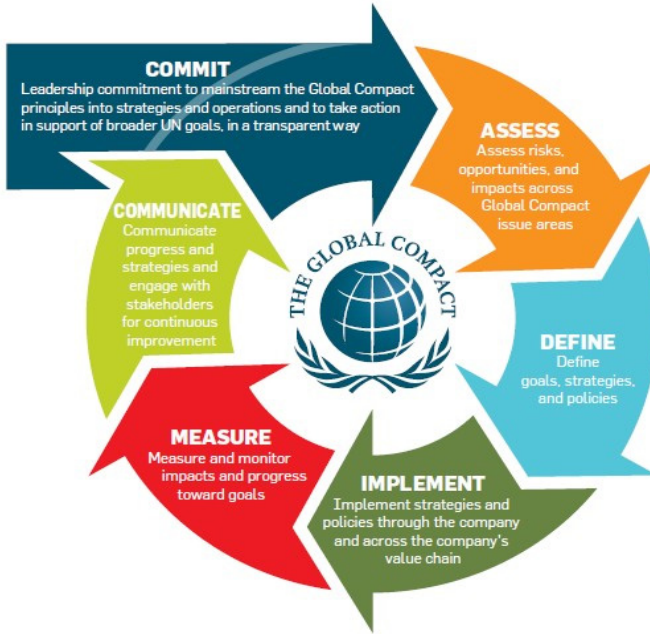 COMMIT
Leadership commitment to mainstream the Global Compact
principles into strategies and operations and to take action
in support of broader UN goals, in a transparent way
ASSESS
Assess risks,
opportunities, and
impacts across
Global Compact
issue areas
DEFINE
Define
goals, strategies,
and policies
IMPLEMENT
Implement strategies and
policies through the company
and across the company's
value chain
MEASURE
Measure and monitor
impacts and progress
toward goals
COMMUNICATE
Communicate
progress and
strategies and
engage with
stakeholders
for continuous
improvement
THE GLOBAL COMPACT